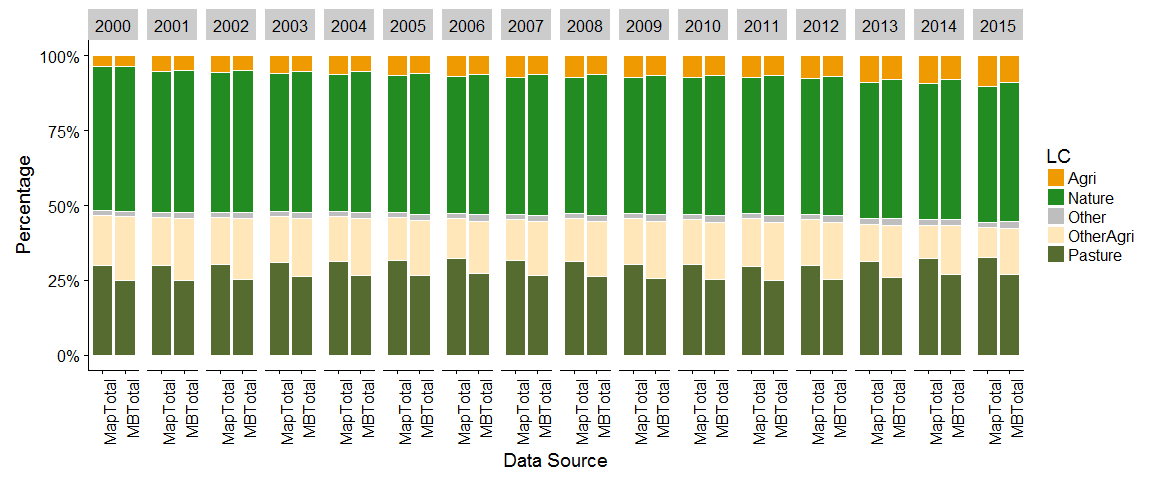 2000 2001 2002 2003 2004 2005 2006 2007 2008 2009 2010 2011 2012 2013 2014 2015
100%
75%
50%
25%
0%
Percentage
MapTotal MBTotal MapTotal MBTotal MapTotal MBTotal MapTotal MBTotal MapTotal MBTotal MapTotal MBTotal MapTotal MBTotal MapTotal MBTotal MapTotal MBTotal MapTotal MBTotal MapTotal MBTotal MapTotal MBTotal MapTotal MBTotal MapTotal MBTotal MapTotal MBTotal MapTotal MBTotal
Data Source
LC
Agri
Nature
Other
OtherAgri
Pasture